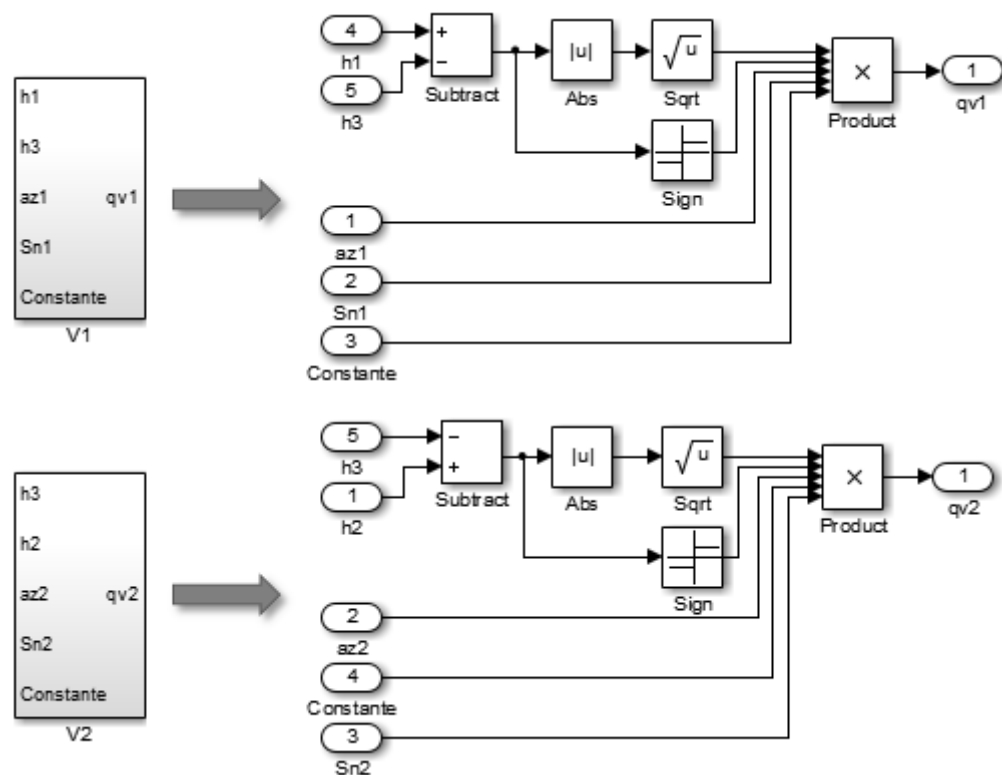 h1
h3
az1
qv1
Sn1
Constante
V1
4
h1
5
h3
+
−
Subtract
|u|
Abs
√u
Sqrt
Sign
×
Product
1
qv1
1
az1
2
Sn1
3
Constante
h3
h2
az2
qv2
Sn2
Constante
V2
5
h3
1
h2
−
+
Subtract
|u|
Abs
√u
Sqrt
Sign
×
Product
1
qv2
2
az2
4
Constante
3
Sn2